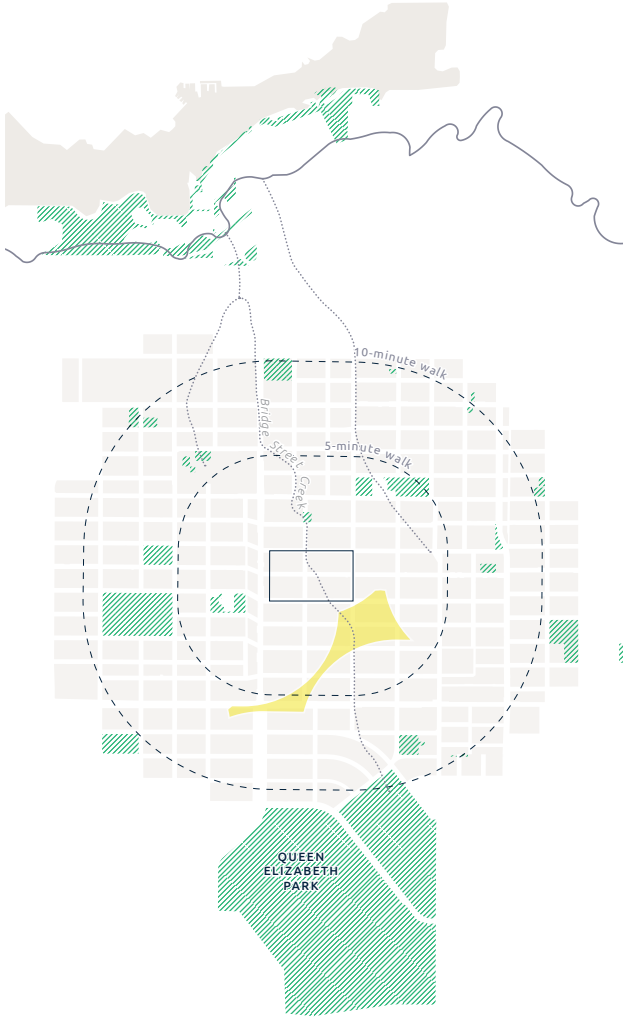 10-minute walk
Bridge Street Creek
5-minute walk
QUEEN
ELIZABETH
PARK